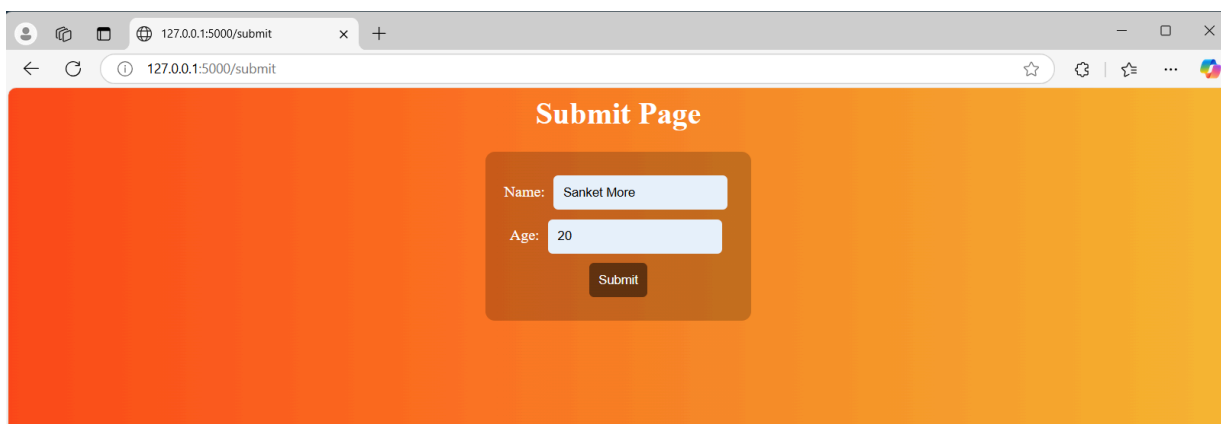 127.0.0.1:5000/submit
127.0.0.1:5000/submit
Submit Page
Name: Sanket More
Age: 20
Submit